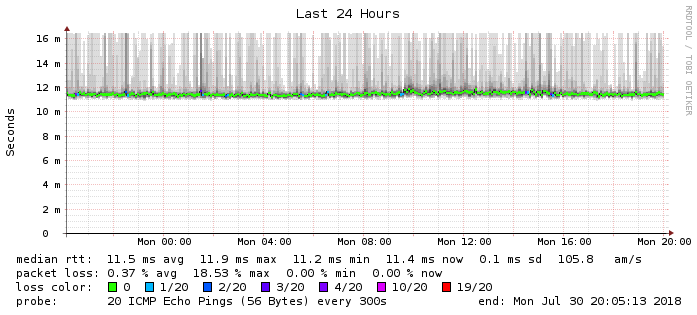 Last 24 Hours
RRDTOOL / TOBI OETIKER
Seconds
16 m
14 m
12 m
10 m
8 m
6 m
4 m
2 m
0
Mon 00:00 Mon 04:00 Mon 08:00 Mon 12:00 Mon 16:00 Mon 20:00
median rtt: 11.5 ms avg 11.9 ms max 11.2 ms min 11.4 ms now 0.1 ms sd 105.8 am/s
packet loss: 0.37 % avg 18.53 % max 0.00 % min 0.00 % now
loss color: 0 1/20 2/20 3/20 4/20 10/20 19/20
probe: 20 ICMP Echo Pings (56 Bytes) every 300s end: Mon Jul 30 20:05:13 2018